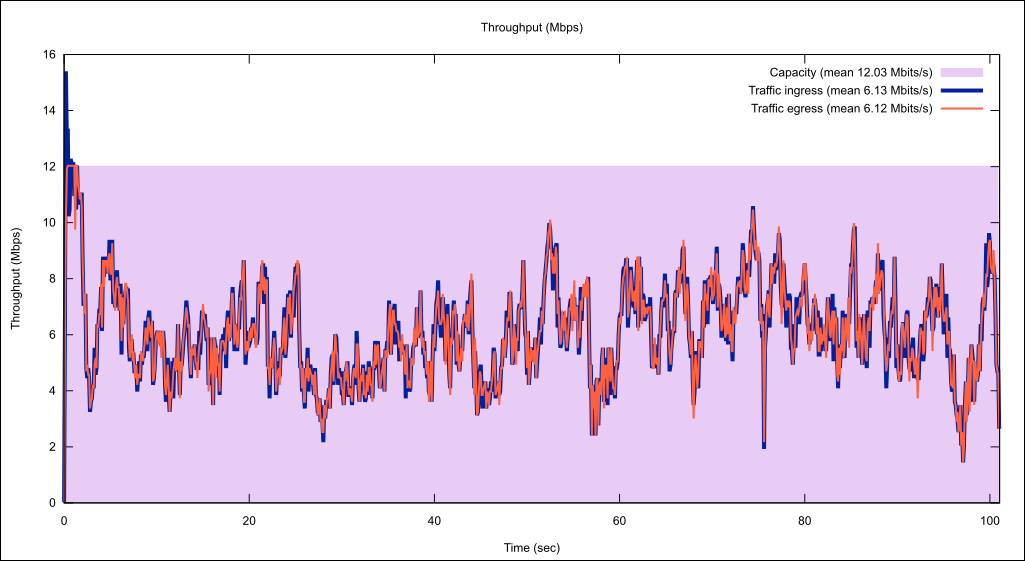 Throughput (Mbps)
Capacity (mean 12.03 Mbits/s)
Traffic ingress (mean 6.13 Mbits/s)
Traffic egress (mean 6.12 Mbits/s)
Throughput (Mbps)
16
14
12
10
8
6
4
2
0
0 20 40 60 80 100
Time (sec)